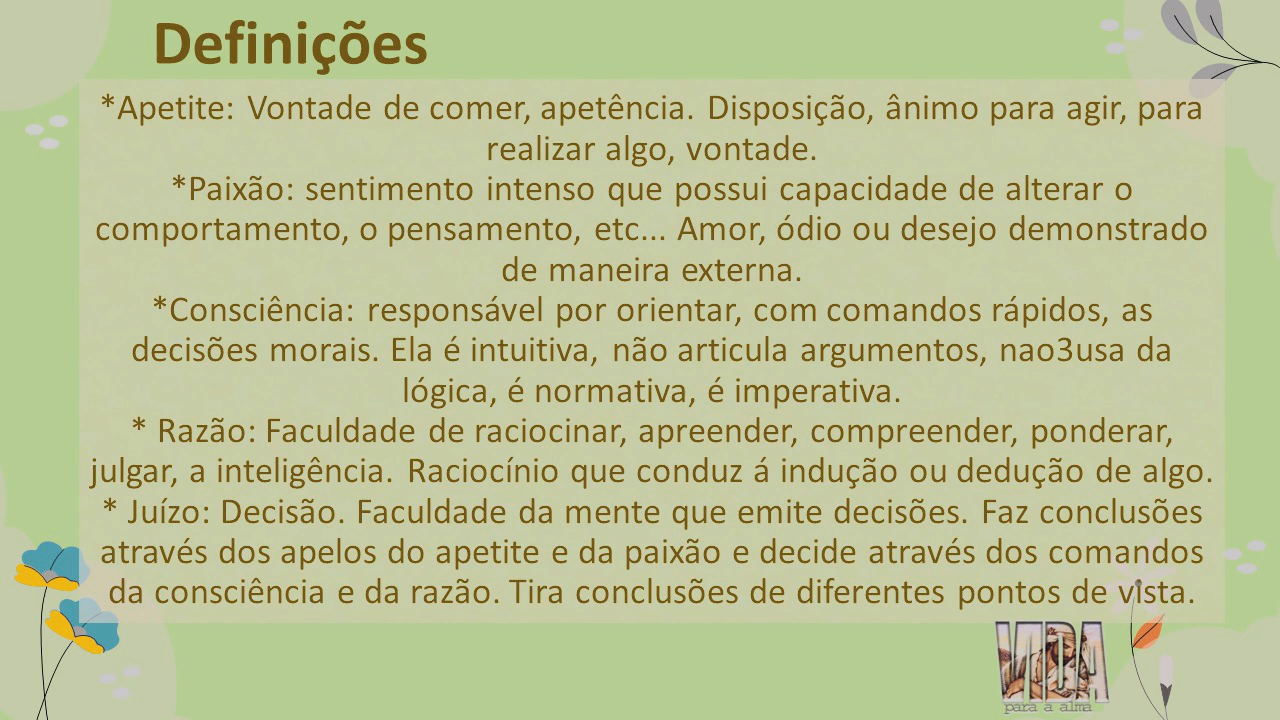 Definições
*Apetite: Vontade de comer, apetência. Disposição, ânimo para agir, para
realizar algo, vontade.
*Paixão: sentimento intenso que possui capacidade de alterar o
comportamento, o pensamento, etc... Amor, ódio ou desejo demonstrado
de maneira externa.
*Consciência: responsável por orientar, com comandos rápidos, as
decisões morais. Ela é intuitiva, não articula argumentos, nao3usa da
lógica, é normativa, é imperativa.
* Razão: Faculdade de raciocinar, apreender, compreender, ponderar,
julgar, a inteligência. Raciocínio que conduz á indução ou dedução de algo.
* Juízo: Decisão. Faculdade da mente que emite decisões. Faz conclusões
através dos apelos do apetite e da paixão e decide através dos comandos
da consciência e da razão. Tira conclusões de diferentes pontos de vista.
VIDA
para a alma